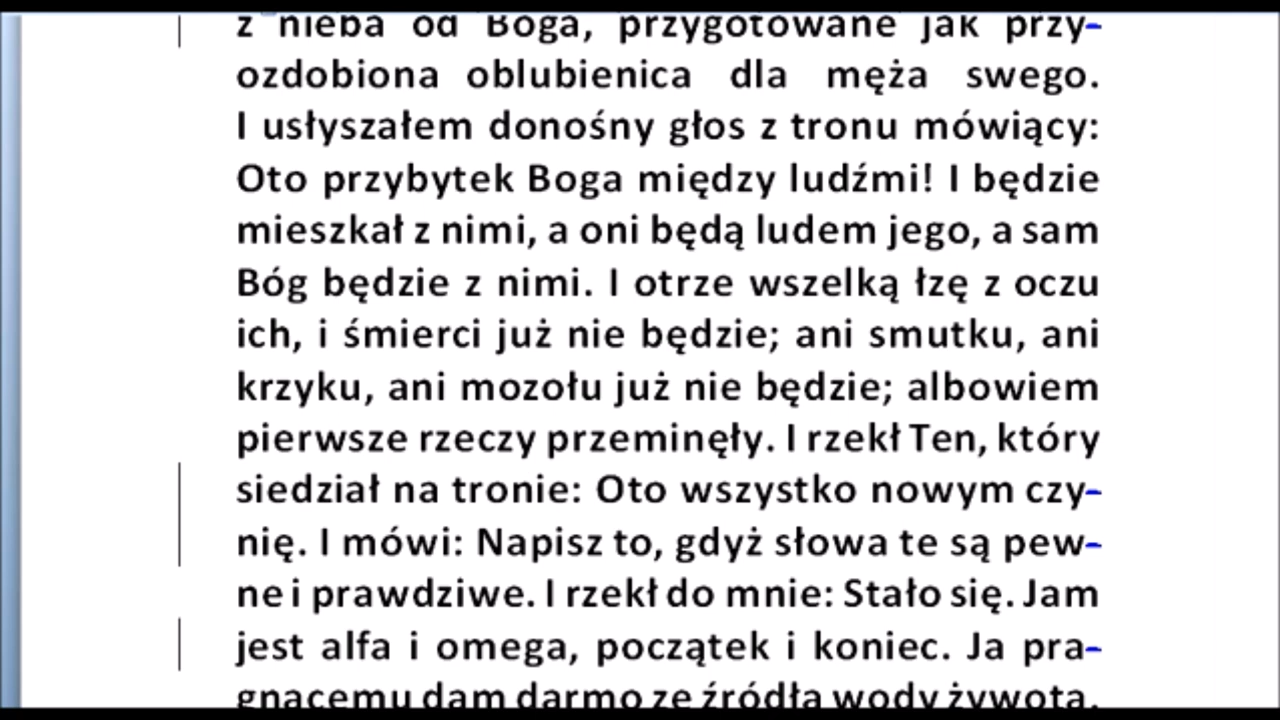 z nieba od Boga, przygotowane jak przy-
ozdobiona oblubienica dla męża swego.
I usłyszałem donośny głos z tronu mówiący:
Oto przybytek Boga między ludźmi! I będzie
mieszkał z nimi, a oni będą ludem jego, a sam
Bóg będzie z nimi. I otrze wszelką łzę z oczu
ich, i śmierci już nie będzie; ani smutku, ani
krzyku, ani mozołu już nie będzie; albowiem
pierwsze rzeczy przeminęły. I rzekł Ten, który
siedział na tronie: Oto wszystko nowym czy-
nię. I mówi: Napisz to, gdyż słowa te są pew-
ne i prawdziwe. I rzekł do mnie: Stało się. Jam
jest alfa i omega, początek i koniec. Ja pra-
gnącemu dam darmo ze źródła wody żywota.